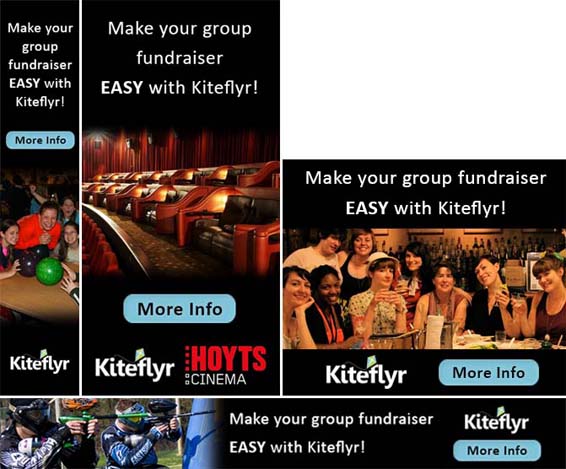 Make your
group
fundraiser
EASY with
Kiteflyr!
More Info
Kiteflyr
Make your group
fundraiser
EASY with Kiteflyr!
More Info
Kiteflyr
HOYTS
CINEMA
Make your group fundraiser
EASY with Kiteflyr!
Kiteflyr
More Info
Make your group fundraiser
EASY with Kiteflyr!
Kiteflyr
More Info